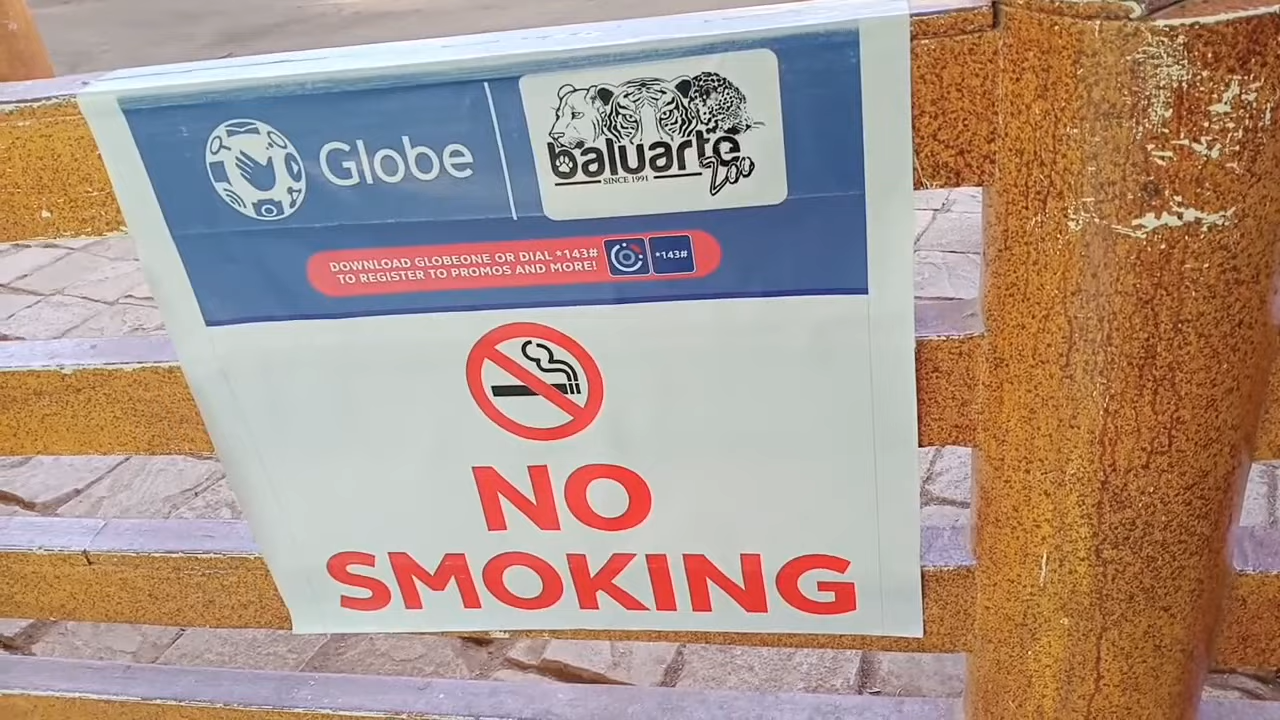 Globe
baluarte
Zoo
SINCE 1991
DOWNLOAD GLOBEONE OR DIAL *143#
TO REGISTER TO PROMOS AND MORE!
*143#
NO
SMOKING